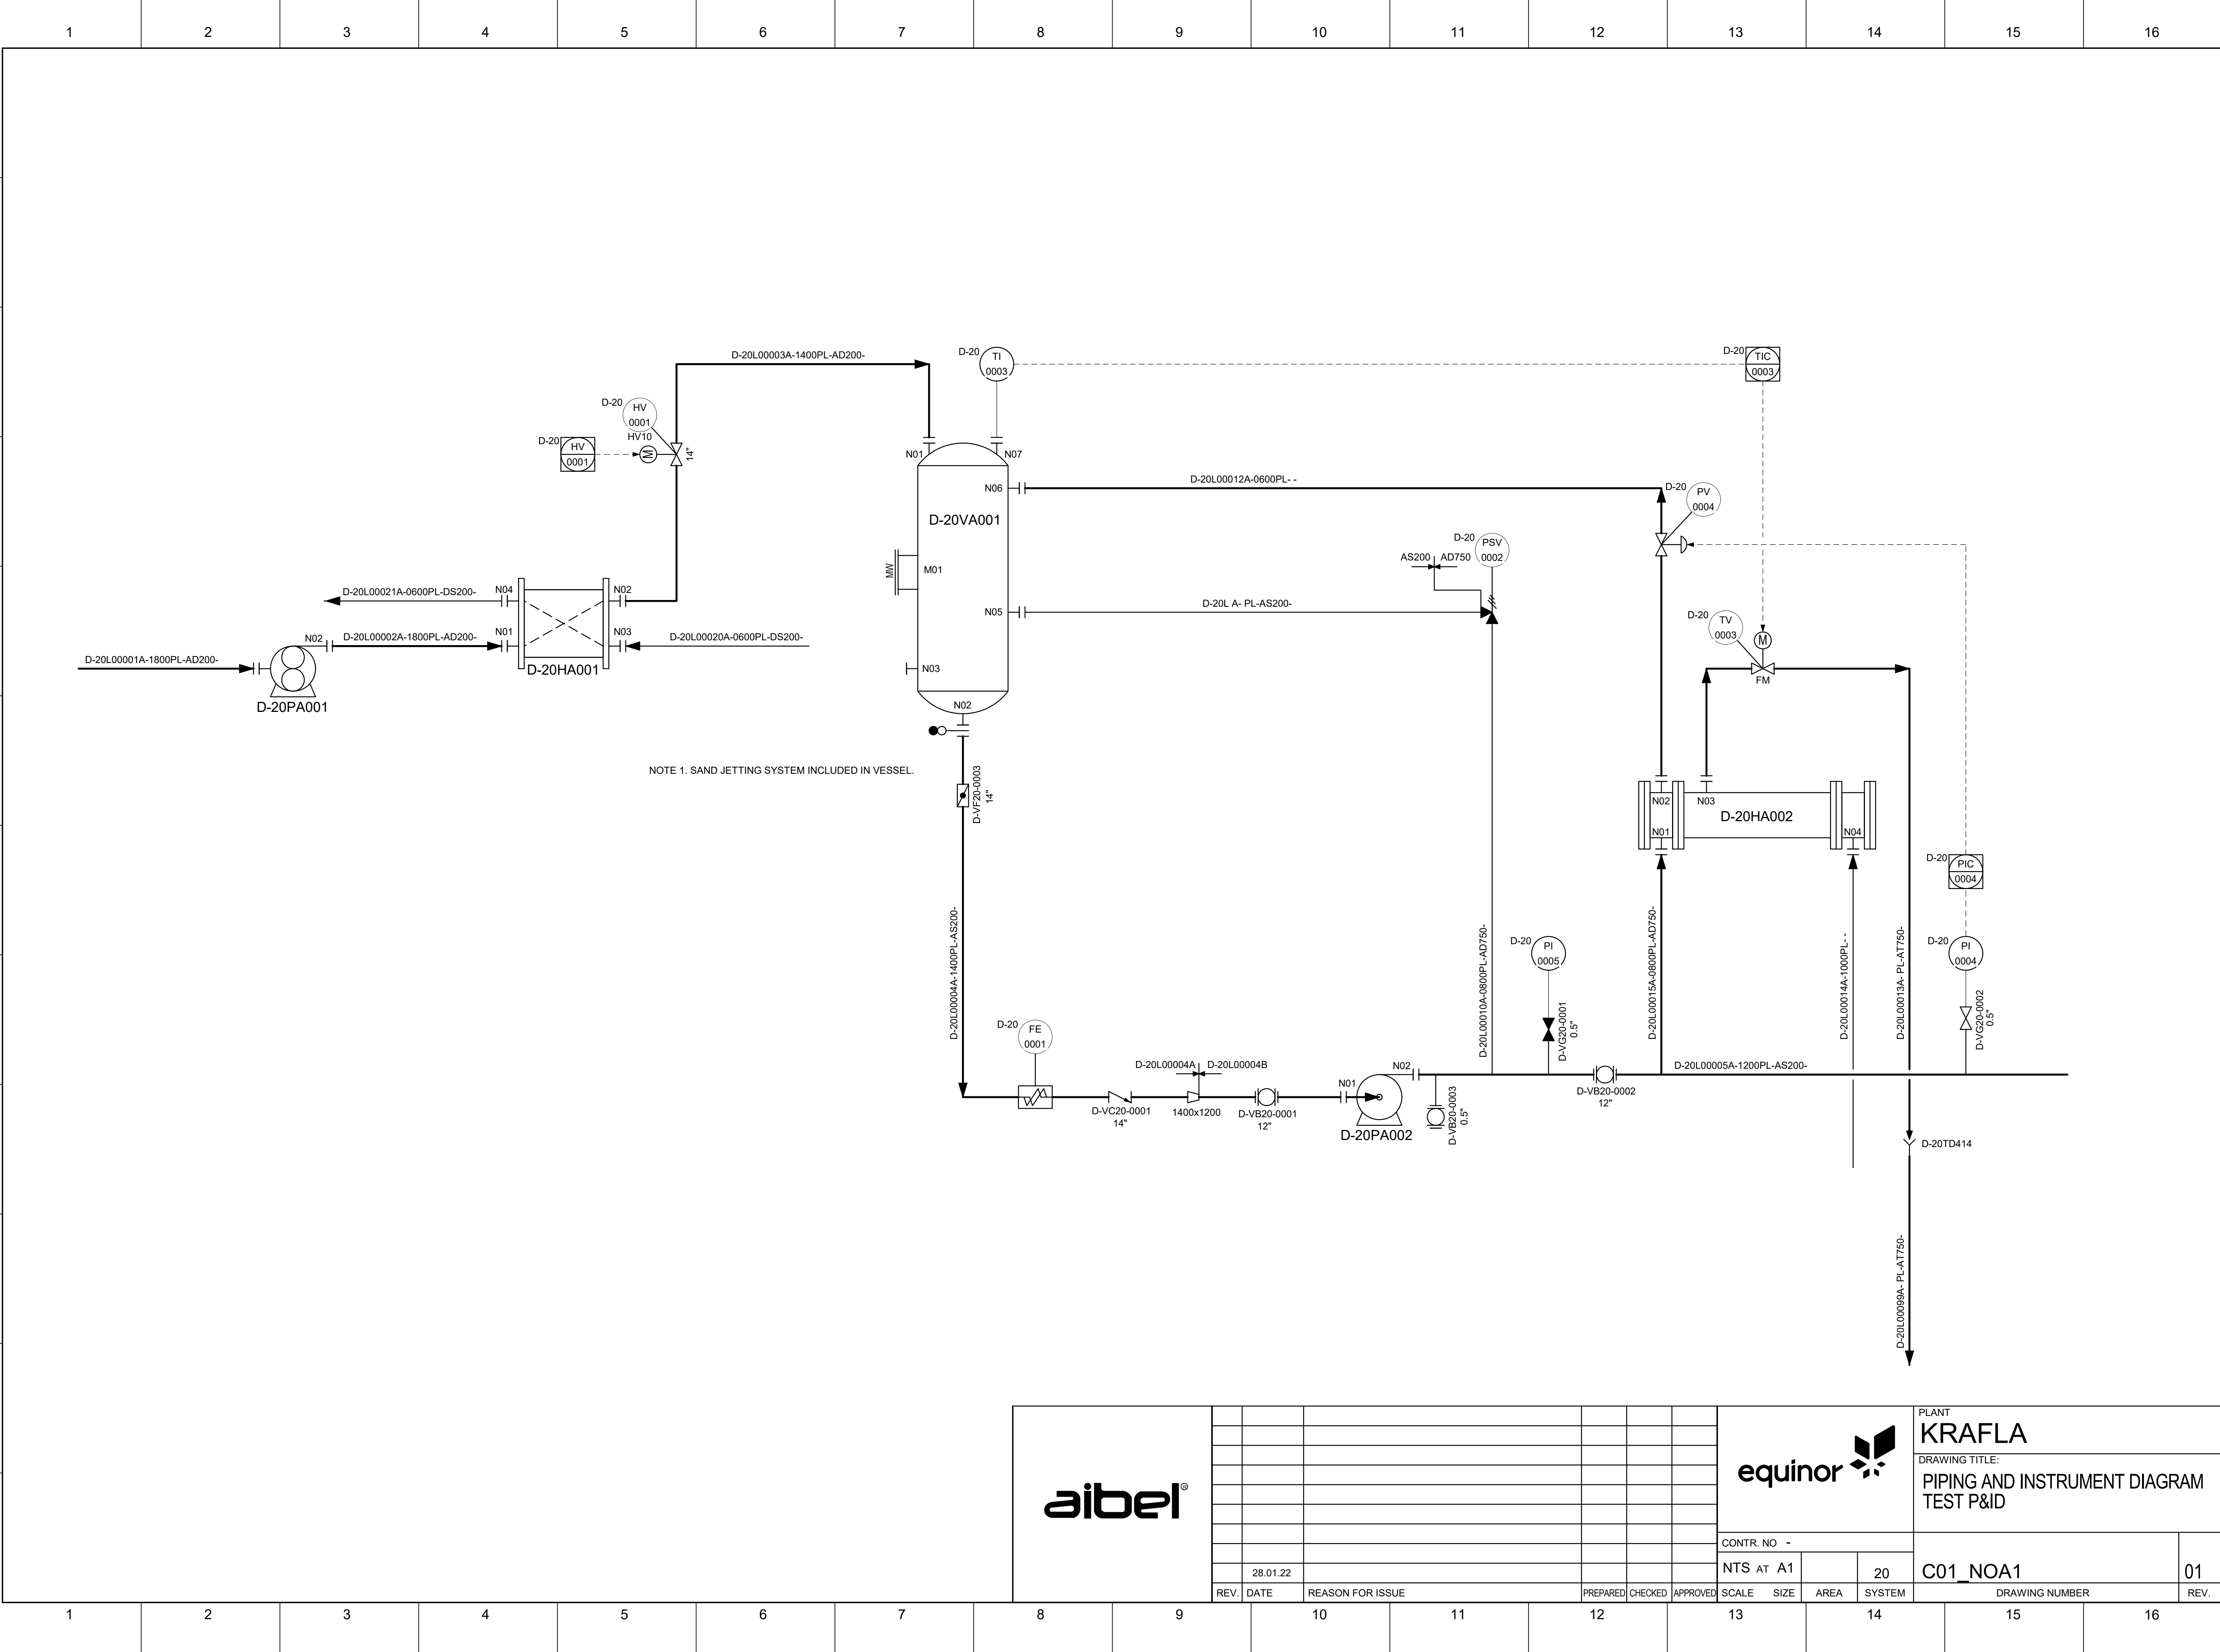 1 2 3 4 5 6 7 8 9 10 11 12 13 14 15 16
D-20L00003A-1400PL-AD200-
D-20
TI
0003
D-20
TIC
0003
D-20
HV
0001
HV10
D-20
HV
0001
M
14"
N01
N07
N06
D-20L00012A-0600PL- -
D-20
PV
0004
D-20VA001
D-20
PSV
0002
AS200
AD750
MW
M01
D-20L00021A-0600PL-DS200-
N04
N02
N05
D-20L A- PL-AS200-
D-20
TV
0003
M
FM
N02
D-20L00002A-1800PL-AD200-
N01
N03
D-20L00020A-0600PL-DS200-
D-20L00001A-1800PL-AD200-
D-20HA001
N03
D-20PA001
N02
NOTE 1. SAND JETTING SYSTEM INCLUDED IN VESSEL.
D-VF20-0003
14"
N02
N03
D-20HA002
N01
N04
D-20
PIC
0004
D-20L00004A-1400PL-AS200-
D-20L00010A-0800PL-AD750-
D-20
PI
0005
D-VG20-0001
0.5"
D-20L00015A-0800PL-AD750-
D-20L00014A-1000PL- -
D-20L00013A- PL-AT750-
D-20
PI
0004
D-VG20-0002
0.5"
D-20
FE
0001
D-20L00004A
D-20L00004B
N02
D-20L00005A-1200PL-AS200-
N01
D-VC20-0001
14"
1400x1200
D-VB20-0001
12"
D-20PA002
D-VB20-0003
0.5"
D-VB20-0002
12"
D-20TD414
D-20L00099A- PL-AT750-
aibel®
equinor
PLANT
KRAFLA
DRAWING TITLE:
PIPING AND INSTRUMENT DIAGRAM
TEST P&ID
CONTR. NO -
28.01.22
NTS AT A1
20
C01_NOA1
01
REV. DATE REASON FOR ISSUE PREPARED CHECKED APPROVED SCALE SIZE AREA SYSTEM DRAWING NUMBER REV.
1 2 3 4 5 6 7 8 9 10 11 12 13 14 15 16